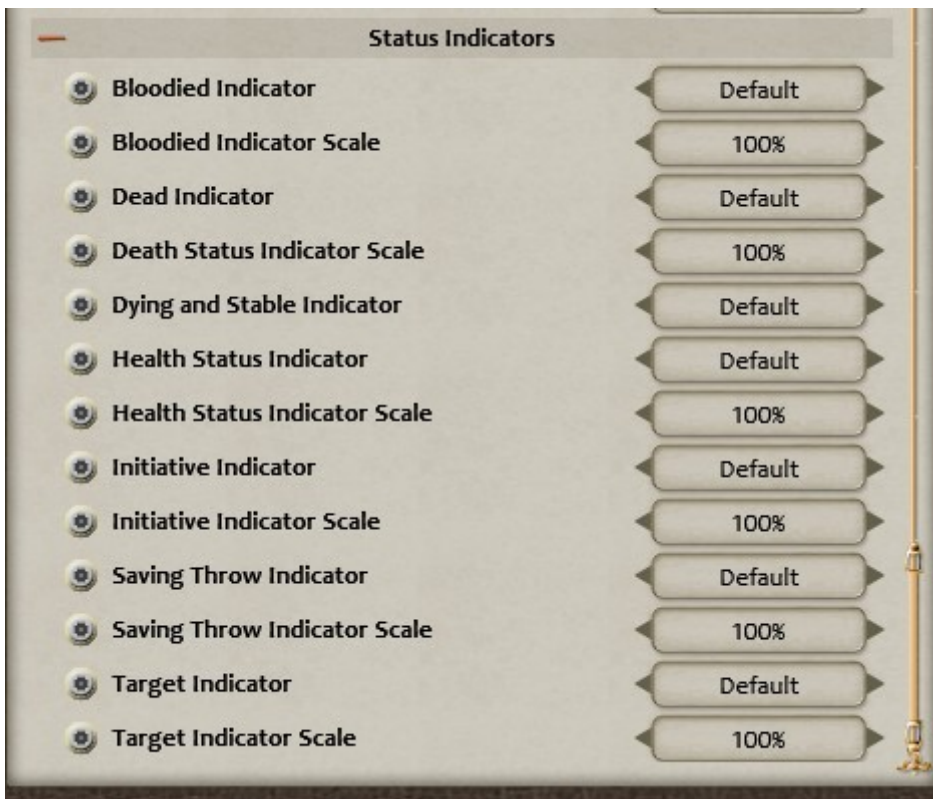 Status Indicators
Bloodied Indicator Default
Bloodied Indicator Scale 100%
Dead Indicator Default
Death Status Indicator Scale 100%
Dying and Stable Indicator Default
Health Status Indicator Default
Health Status Indicator Scale 100%
Initiative Indicator Default
Initiative Indicator Scale 100%
Saving Throw Indicator Default
Saving Throw Indicator Scale 100%
Target Indicator Default
Target Indicator Scale 100%